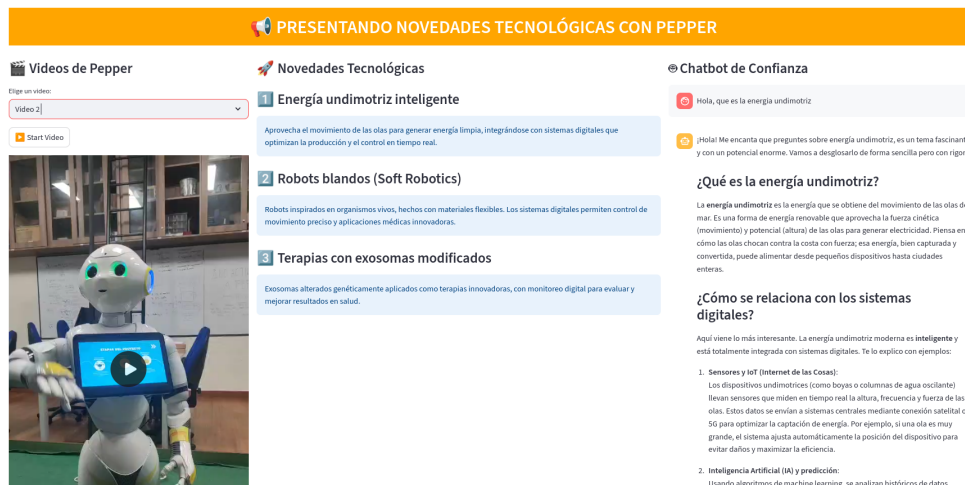 📢 PRESENTANDO NOVEDADES TECNOLÓGICAS CON PEPPER
🎬 Videos de Pepper
Elige un video:
Video 2
▶️ Start Video
🚀 Novedades Tecnológicas
1️⃣ Energía undimotriz inteligente
Aprovecha el movimiento de las olas para generar energía limpia, integrándose con sistemas digitales que
optimizan la producción y el control en tiempo real.
2️⃣ Robots blandos (Soft Robotics)
Robots inspirados en organismos vivos, hechos con materiales flexibles. Los sistemas digitales permiten control de
movimiento preciso y aplicaciones médicas innovadoras.
3️⃣ Terapias con exosomas modificados
Exosomas alterados genéticamente aplicados como terapias innovadoras, con monitoreo digital para evaluar y
mejorar resultados en salud.
Chatbot de Confianza
Hola, que es la energia undimotriz
¡Hola! Me encanta que preguntes sobre energía undimotriz, es un tema fascinant
y con un potencial enorme. Vamos a desglosarlo de forma sencilla pero con rigor
¿Qué es la energía undimotriz?
La energía undimotriz es la energía que se obtiene del movimiento de las olas de
mar. Es una forma de energía renovable que aprovecha la fuerza cinética
(movimiento) y potencial (altura) de las olas para generar electricidad. Piensa en
cómo las olas chocan contra la costa con fuerza; esa energía, bien capturada y
convertida, puede alimentar desde pequeños dispositivos hasta ciudades
enteras.
¿Cómo se relaciona con los sistemas
digitales?
Aquí viene lo más interesante. La energía undimotriz moderna es inteligente y
está totalmente integrada con sistemas digitales. Te lo explico con ejemplos:
1. Sensores y IoT (Internet de las Cosas):
Los dispositivos undimotrices (como boyas o columnas de agua oscilante)
llevan sensores que miden en tiempo real la altura, frecuencia y fuerza de las
olas. Estos datos se envían a sistemas centrales mediante conexión satelital o
5G para optimizar la captación de energía. Por ejemplo, si una ola es muy
grande, el sistema ajusta automáticamente la posición del dispositivo para
evitar daños y maximizar la eficiencia.
2. Inteligencia Artificial (IA) y predicción:
Usando algoritmos de machine learning, se analizan históricos de datos